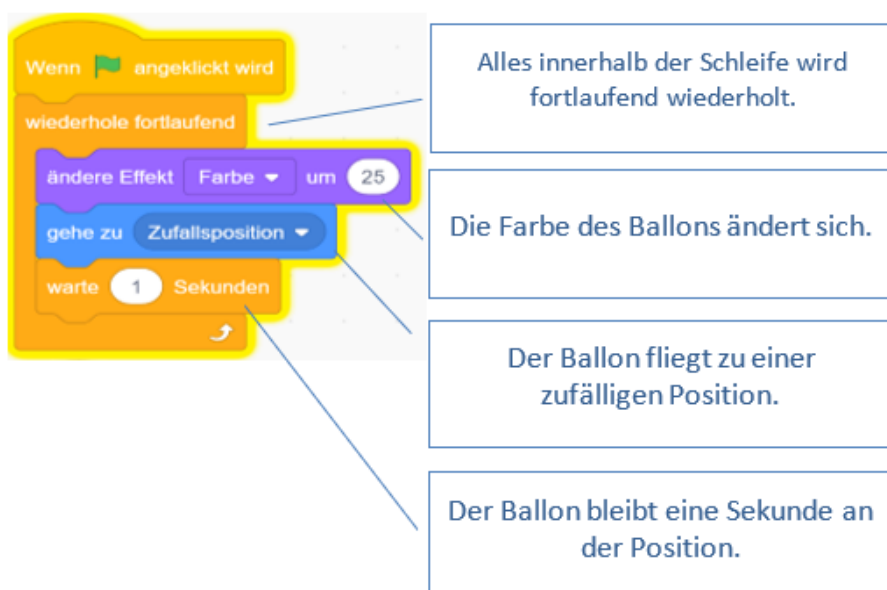 Wenn angeklickt wird
wiederhole fortlaufend
ändere Effekt Farbe um 25
gehe zu Zufallsposition
warte 1 Sekunden
Alles innerhalb der Schleife wird
fortlaufend wiederholt.
Die Farbe des Ballons ändert sich.
Der Ballon fliegt zu einer
zufälligen Position.
Der Ballon bleibt eine Sekunde an
der Position.